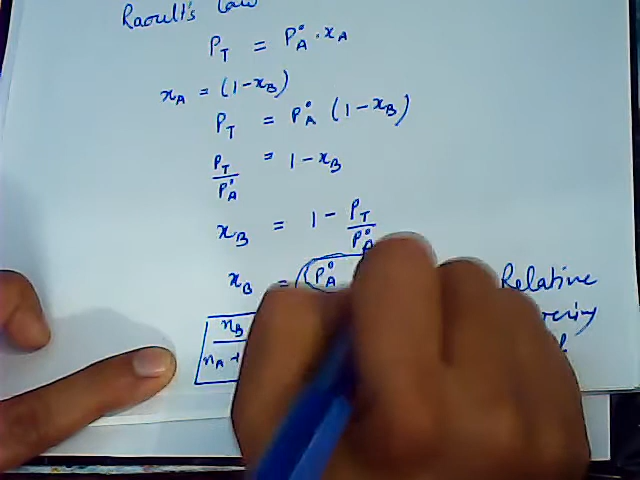 Raoult's Law
P_T = P°_A · x_A
x_A = (1-x_B)
P_T = P°_A (1-x_B)
P_T / P°_A = 1-x_B
x_B = 1 - P_T / P°_A
x_B = P°_A Relative
n_B / n_A +